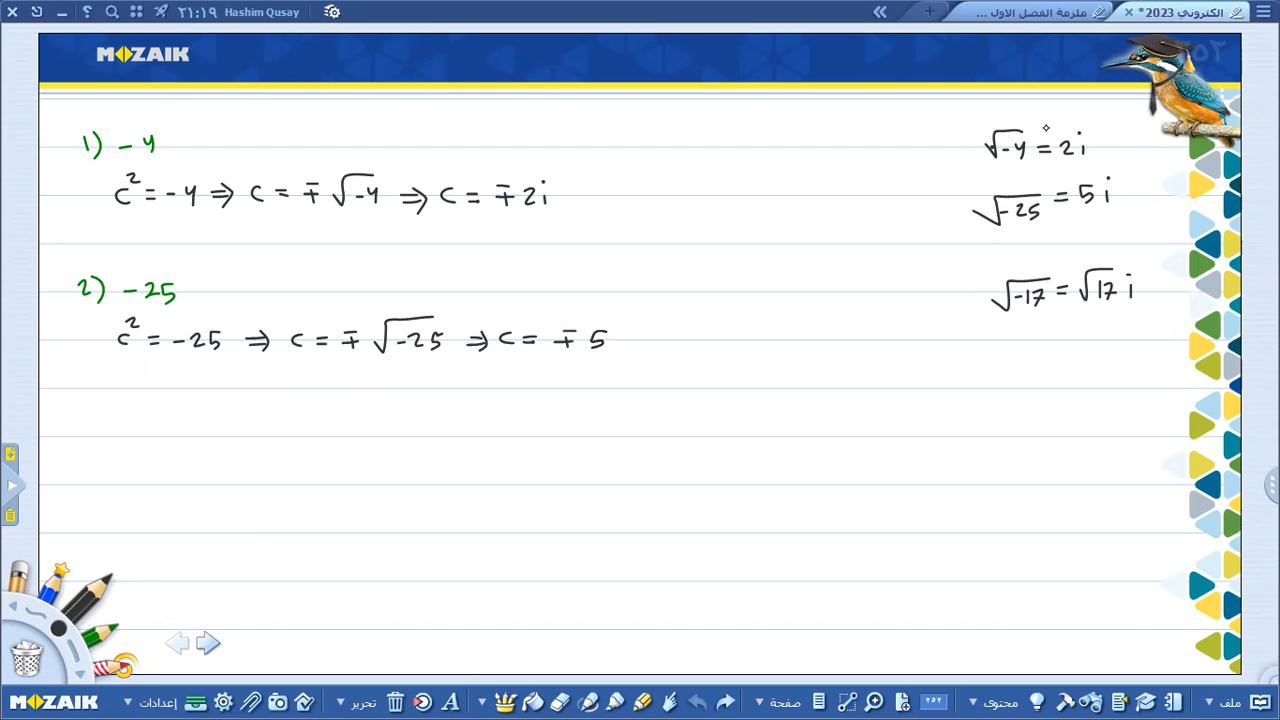 ٢١:١٩ Hashim Qusay
ملزمة الفصل الاول ...
الكتروني 2023*
MOZAIK
1) -4
c² = -4 ⇒ c = ∓ √-4 ⇒ c = ∓ 2i
2) -25
c² = -25 ⇒ c = ∓ √-25 ⇒ c = ∓ 5
√-4 = 2i
√-25 = 5i
√-17 = √17 i
MOZAIK
إعدادات
تحرير
صفحة
٢٥٢
محتوى
ملف